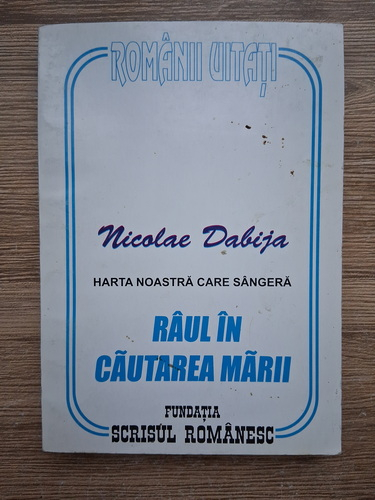 ROMÂNII UITAȚI
Nicolae Dabija
HARTA NOASTRĂ CARE SÂNGERĂ
RÂUL ÎN
CĂUTAREA MĂRII
FUNDAȚIA
SCRISUL ROMÂNESC